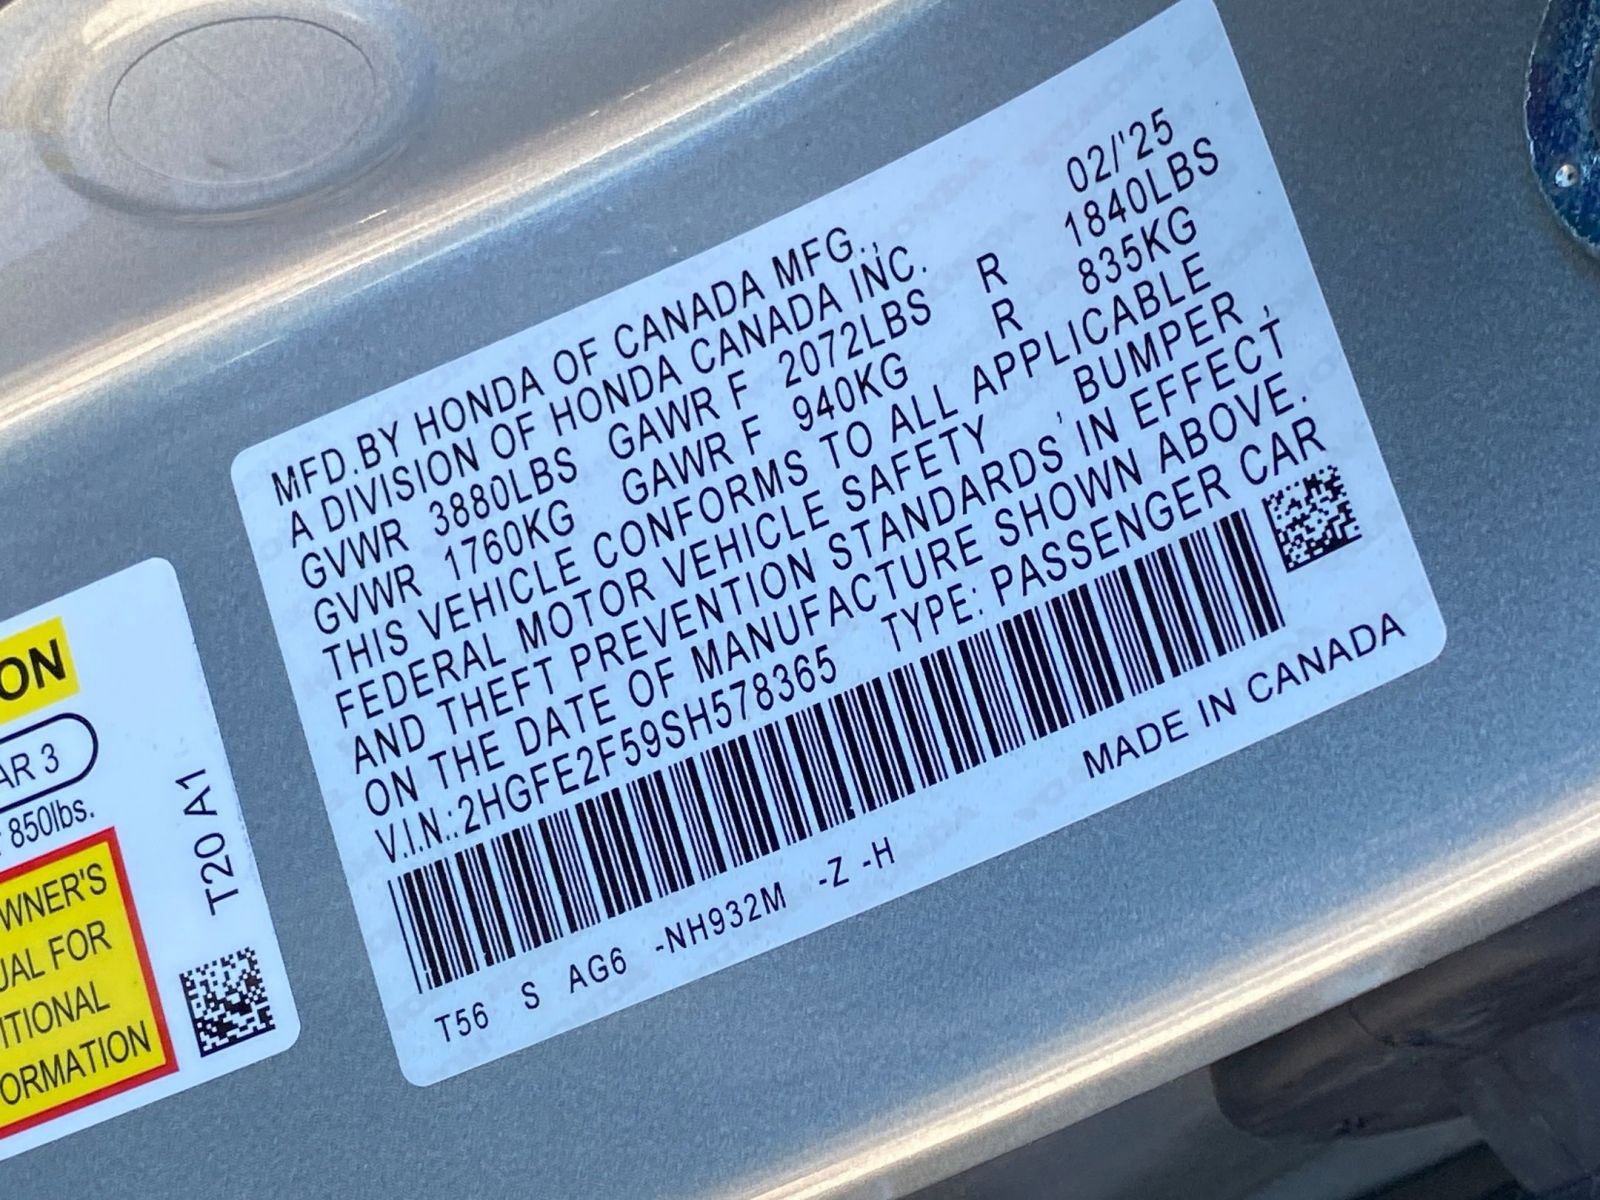 MFD.BY HONDA OF CANADA MFG., 02/'25
A DIVISION OF HONDA CANADA INC.
GVWR 3880LBS GAWR F 2072LBS R 1840LBS
GVWR 1760KG GAWR F 940KG R 835KG
THIS VEHICLE CONFORMS TO ALL APPLICABLE
FEDERAL MOTOR VEHICLE SAFETY , BUMPER ,
AND THEFT PREVENTION STANDARDS IN EFFECT
ON THE DATE OF MANUFACTURE SHOWN ABOVE.
V.I.N.:2HGFE2F59SH578365 TYPE: PASSENGER CAR
MADE IN CANADA
T56 S AG6 -NH932M -Z -H
ON
AR 3
850lbs.
WNER'S
UAL FOR
ITIONAL
ORMATION
T20 A1